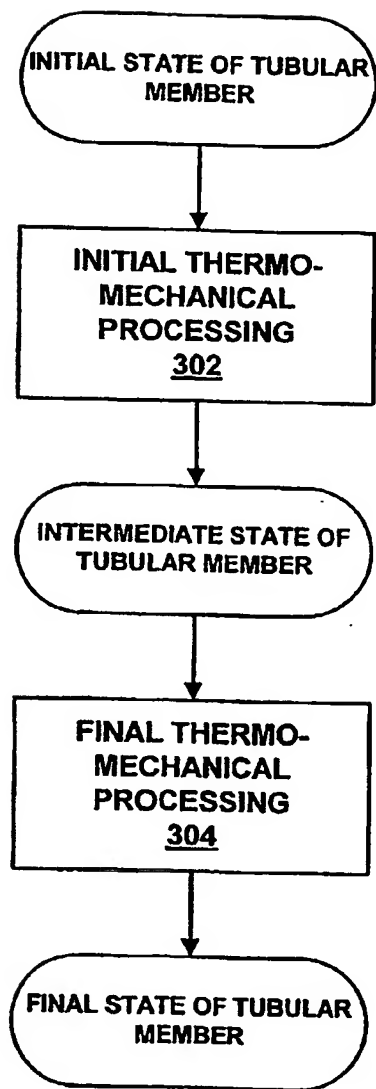 INITIAL STATE OF TUBULAR
MEMBER
INITIAL THERMO-
MECHANICAL
PROCESSING
302
INTERMEDIATE STATE OF
TUBULAR MEMBER
FINAL THERMO-
MECHANICAL
PROCESSING
304
FINAL STATE OF TUBULAR
MEMBER